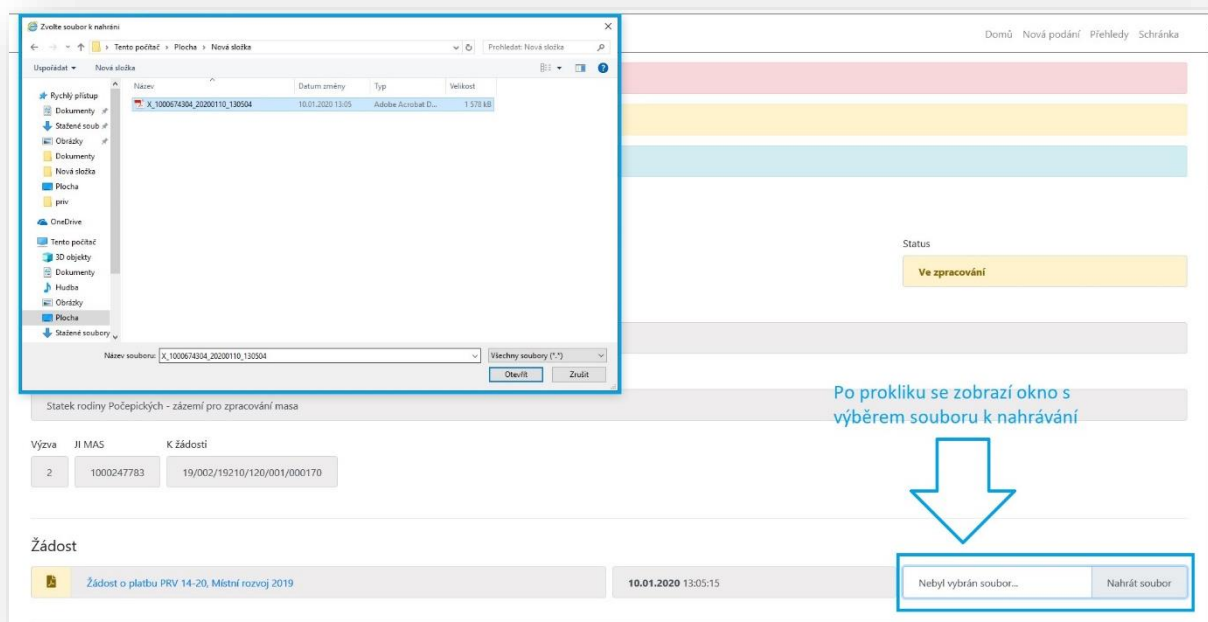 Zvolte soubor k nahrání
Tento počítač > Plocha > Nová složka
Prohledat: Nová složka
Uspořádat
Nová složka
Název
Datum změny
Typ
Velikost
X_1000674304_20200110_130504
10.01.2020 13:05
Adobe Acrobat D...
1 578 kB
Rychlý přístup
Dokumenty
Stažené soub
Obrázky
Dokumenty
Nová složka
Plocha
priv
OneDrive
Tento počítač
3D objekty
Dokumenty
Hudba
Obrázky
Plocha
Stažené soubory
Název souboru: X_1000674304_20200110_130504
Všechny soubory (*.*)
Otevřít Zrušit
Domů Nová podání Přehledy Schránka
Status
Ve zpracování
Statek rodiny Počepických - zázemí pro zpracování masa
Po prokliku se zobrazí okno s
výběrem souboru k nahrávání
Výzva JI MAS K žádosti
2 1000247783 19/002/19210/120/001/000170
Žádost
Žádost o platbu PRV 14-20, Místní rozvoj 2019
10.01.2020 13:05:15
Nebyl vybrán soubor...
Nahrát soubor